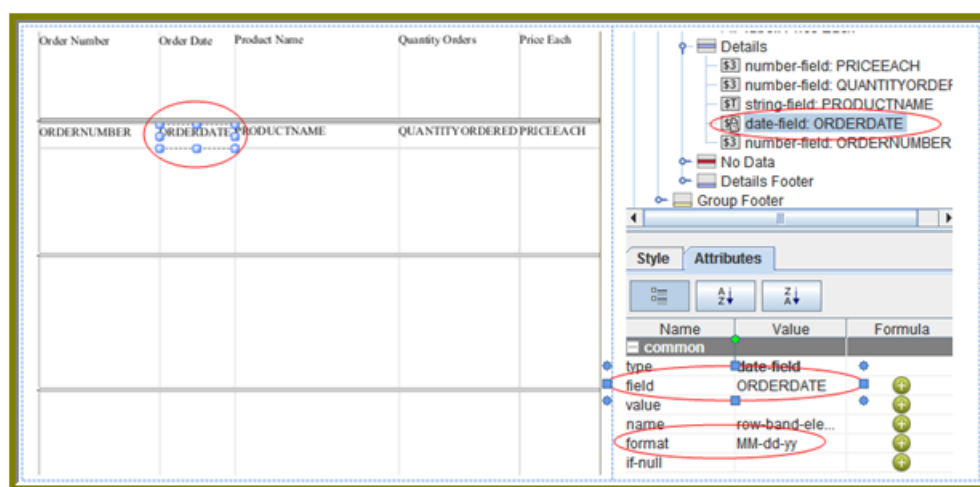 Order Number Order Date Product Name Quantity Orders Price Each
ORDERNUMBER ORDERDATE PRODUCTNAME QUANTITYORDERED PRICEEACH
Details
number-field: PRICEEACH
number-field: QUANTITYORDER
string-field: PRODUCTNAME
date-field: ORDERDATE
number-field: ORDERNUMBER
No Data
Details Footer
Group Footer
Style Attributes
Name Value Formula
common
type date-field
field ORDERDATE
value
name row-band-ele...
format MM-dd-yy
if-null